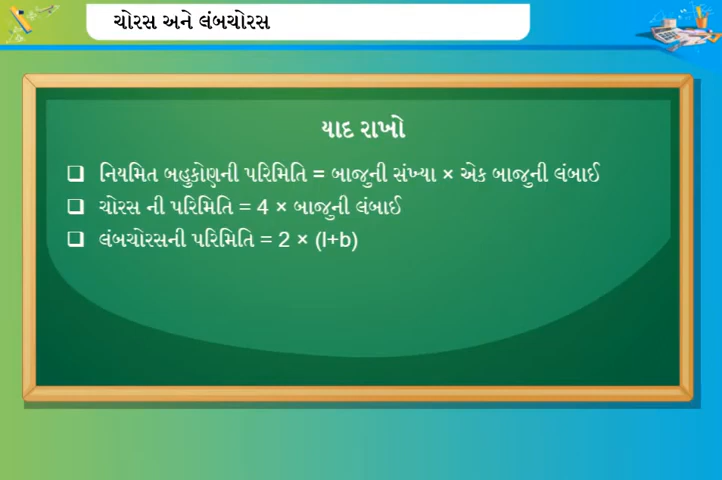 ચોરસ અને લંબચોરસ
યાદ રાખો
❑ નિયમિત બહુકોણની પરિમિતિ = બાજુની સંખ્યા × એક બાજુની લંબાઈ
❑ ચોરસ ની પરિમિતિ = 4 × બાજુની લંબાઈ
❑ લંબચોરસની પરિમિતિ = 2 × (l+b)